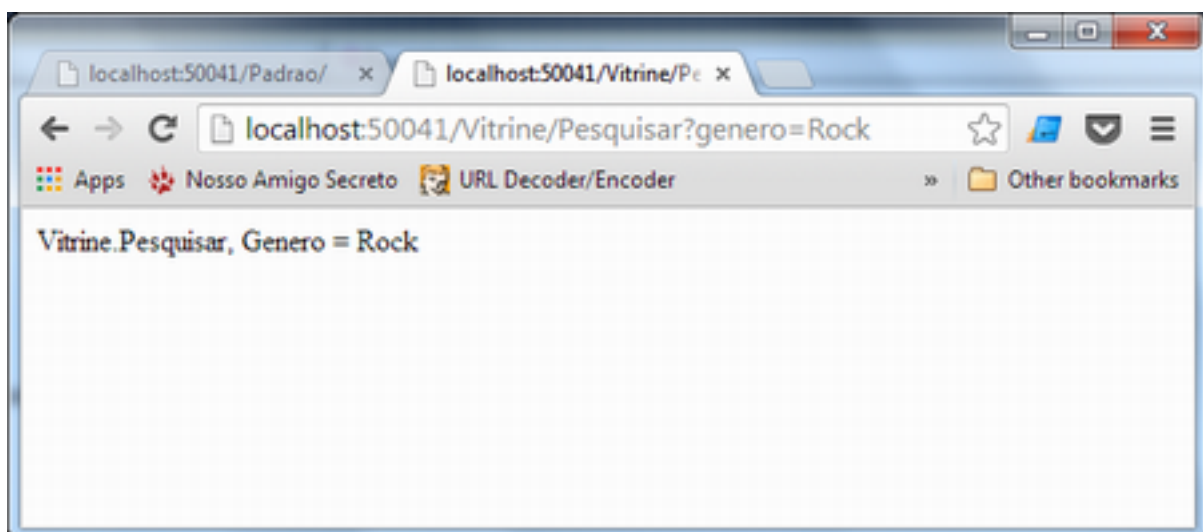 localhost:50041/Padrao/ localhost:50041/Vitrine/Pe
localhost:50041/Vitrine/Pesquisar?genero=Rock
Apps Nosso Amigo Secreto URL Decoder/Encoder » Other bookmarks
Vitrine.Pesquisar, Genero = Rock